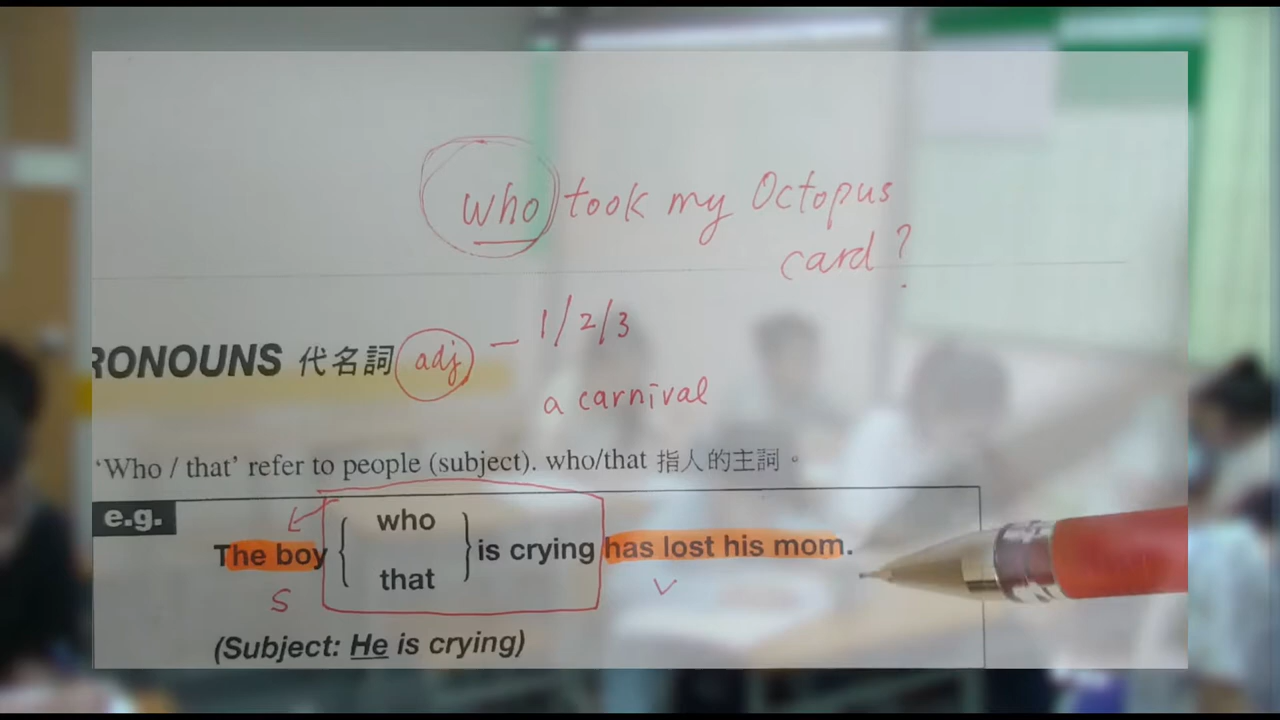 who took my Octopus
card?
RONOUNS 代名詞 adj — 1/2/3
a carnival
'Who / that' refer to people (subject). who/that 指人的主詞。
e.g.
The boy { who / that } is crying has lost his mom.
S V
(Subject: He is crying)